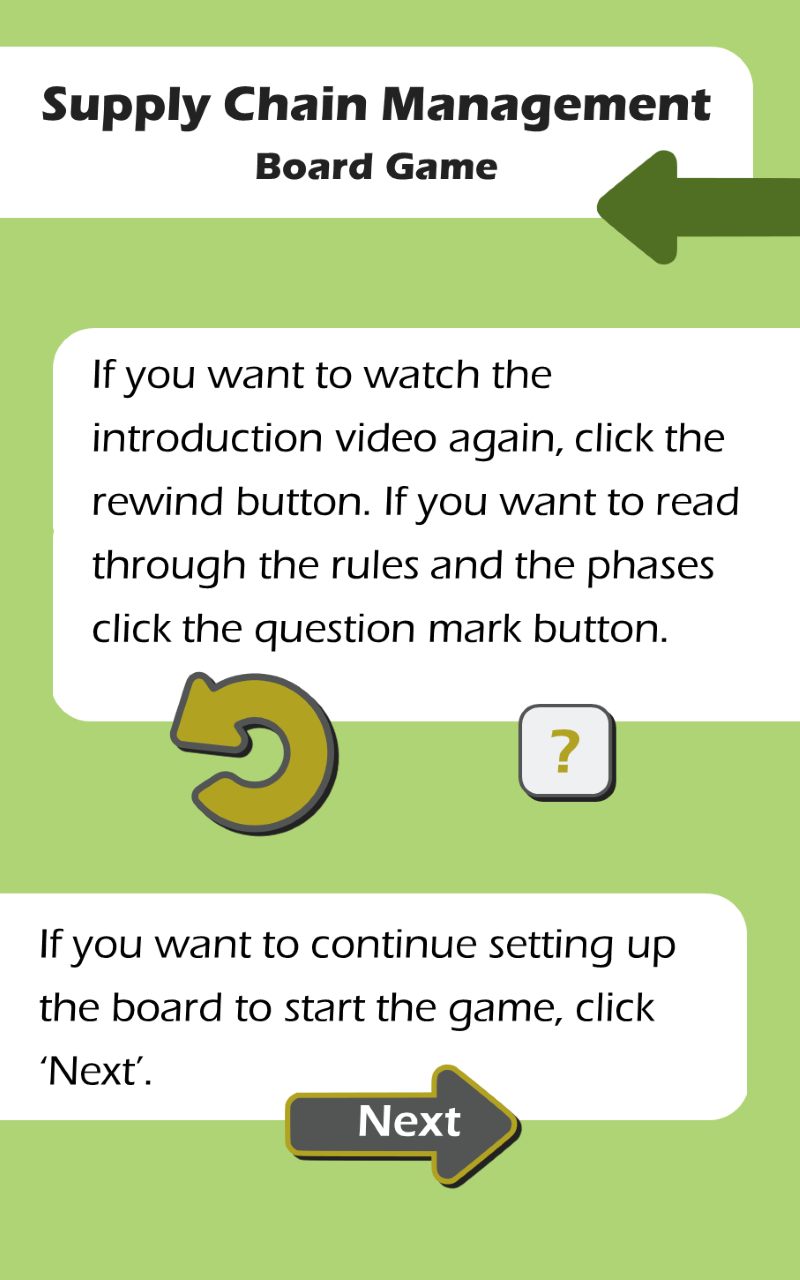 Supply Chain Management
Board Game
If you want to watch the
introduction video again, click the
rewind button. If you want to read
through the rules and the phases
click the question mark button.
?
If you want to continue setting up
the board to start the game, click
‘Next’.
Next